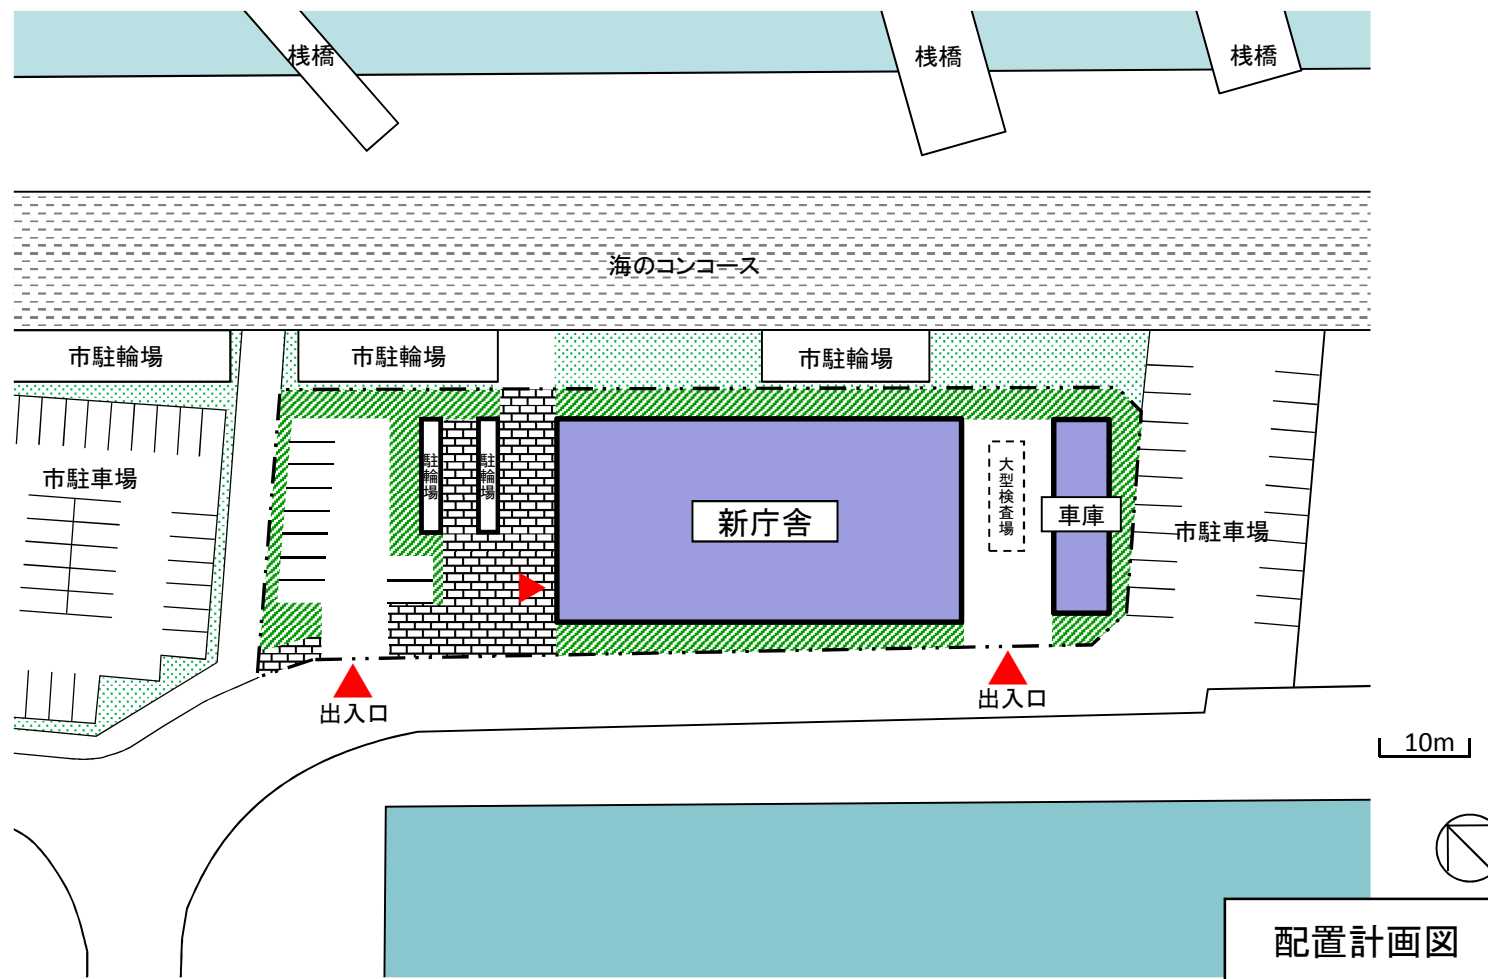 桟橋
桟橋
桟橋
海のコンコース
市駐輪場
市駐輪場
市駐輪場
市駐車場
駐輪場
駐輪場
新庁舎
大型検査場
車庫
市駐車場
出入口
出入口
10m
配置計画図